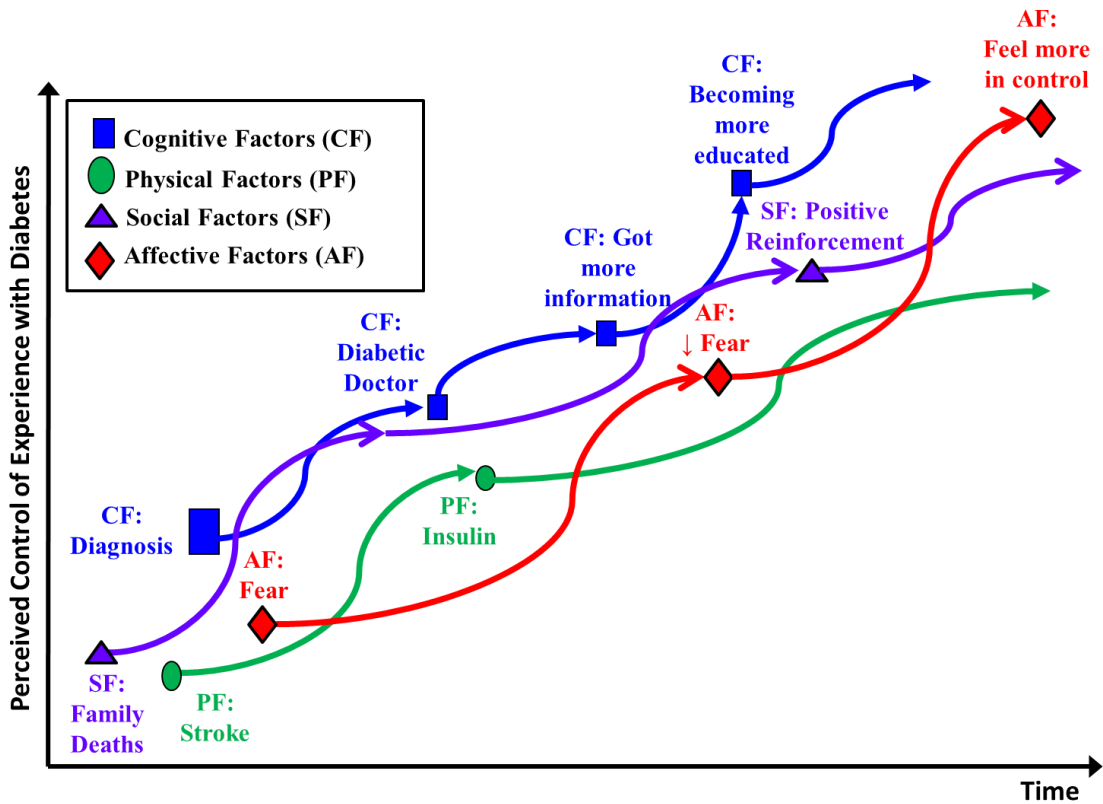 AF:
Feel more
in control
CF:
Becoming
more
educated
Cognitive Factors (CF)
Physical Factors (PF)
Social Factors (SF)
Affective Factors (AF)
SF: Positive
Reinforcement
CF: Got
more
information
AF:
↓ Fear
CF:
Diabetic
Doctor
PF:
Insulin
CF:
Diagnosis
AF:
Fear
SF:
Family
Deaths
PF:
Stroke
Perceived Control of Experience with Diabetes
Time